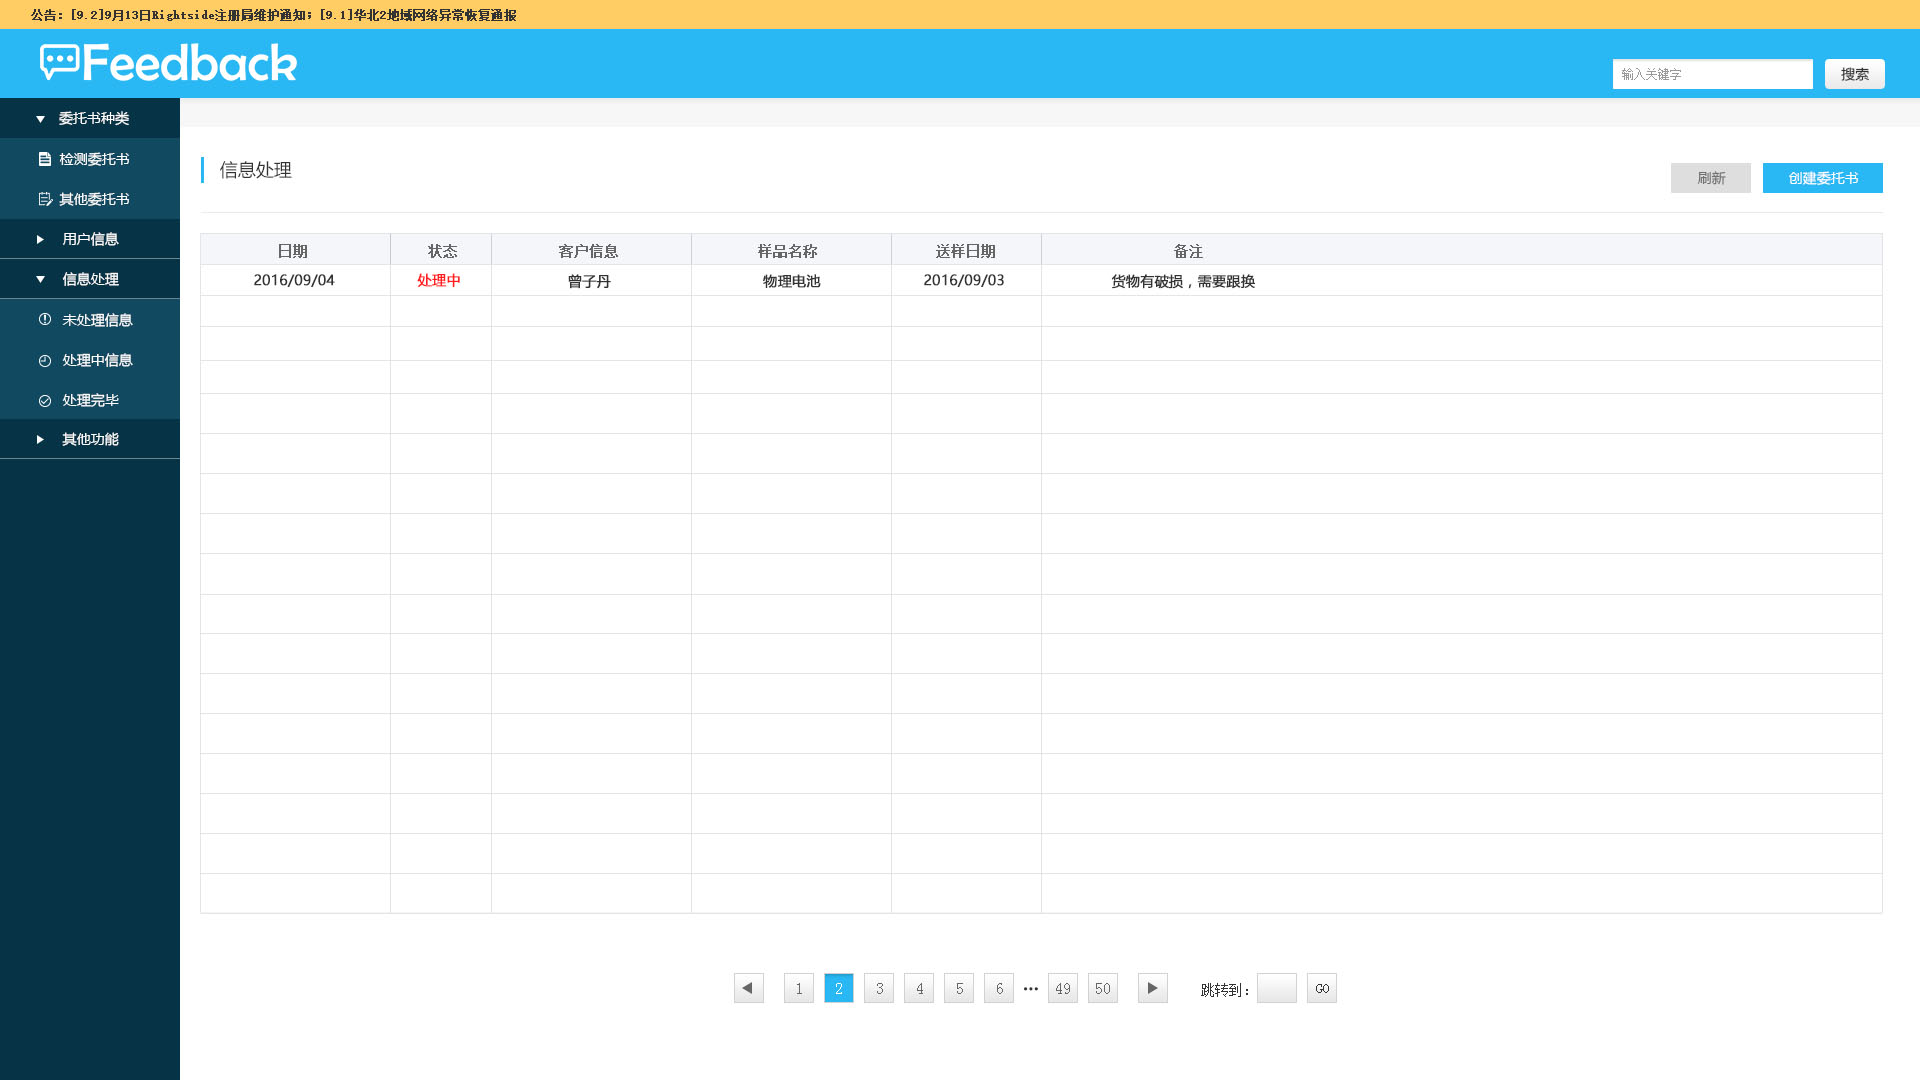 公告：[9.2]9月13日Rightside注册局维护通知；[9.1]华北2地域网络异常恢复通报
Feedback
输入关键字 搜索
委托书种类
检测委托书
其他委托书
用户信息
信息处理
未处理信息
处理中信息
处理完毕
其他功能
信息处理
刷新 创建委托书
日期 状态 客户信息 样品名称 送样日期 备注
2016/09/04 处理中 曾子丹 物理电池 2016/09/03 货物有破损，需要跟换
1 2 3 4 5 6 ••• 49 50 跳转到： GO